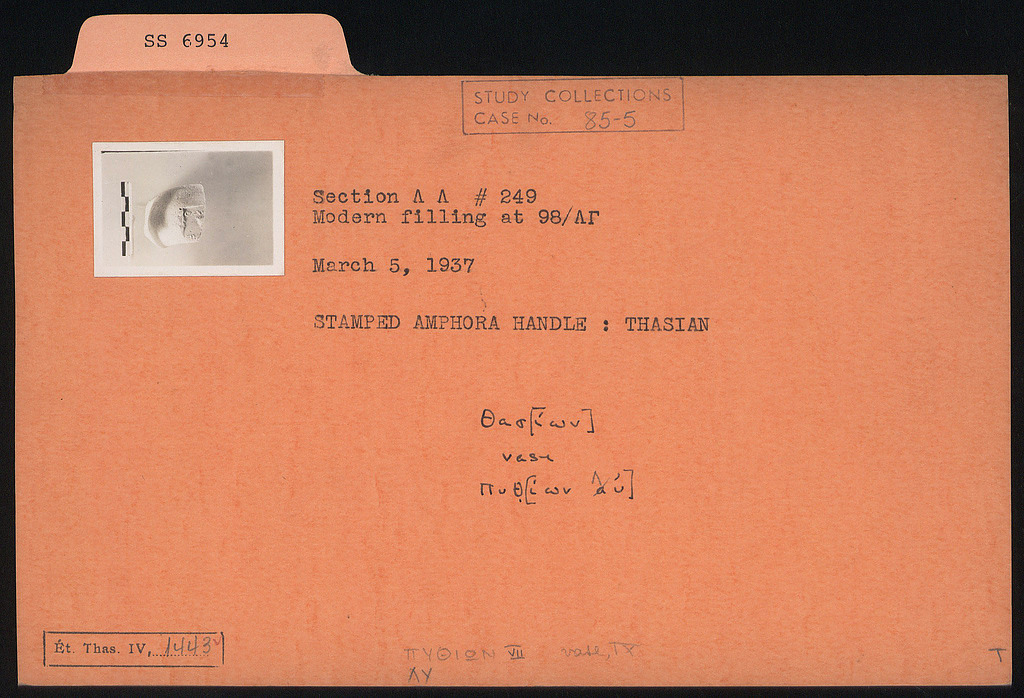 SS 6954
STUDY COLLECTIONS
CASE No. 85-5
Section Λ Λ # 249
Modern filling at 98/ΛΓ
March 5, 1937
STAMPED AMPHORA HANDLE : THASIAN
Θασ[ίων]
vase
Πυθ̣[ίων Λύ]
Ét. Thas. IV, 1443
ΠΥΘΙΩΝ VII vase, IX
ΛΥ
T